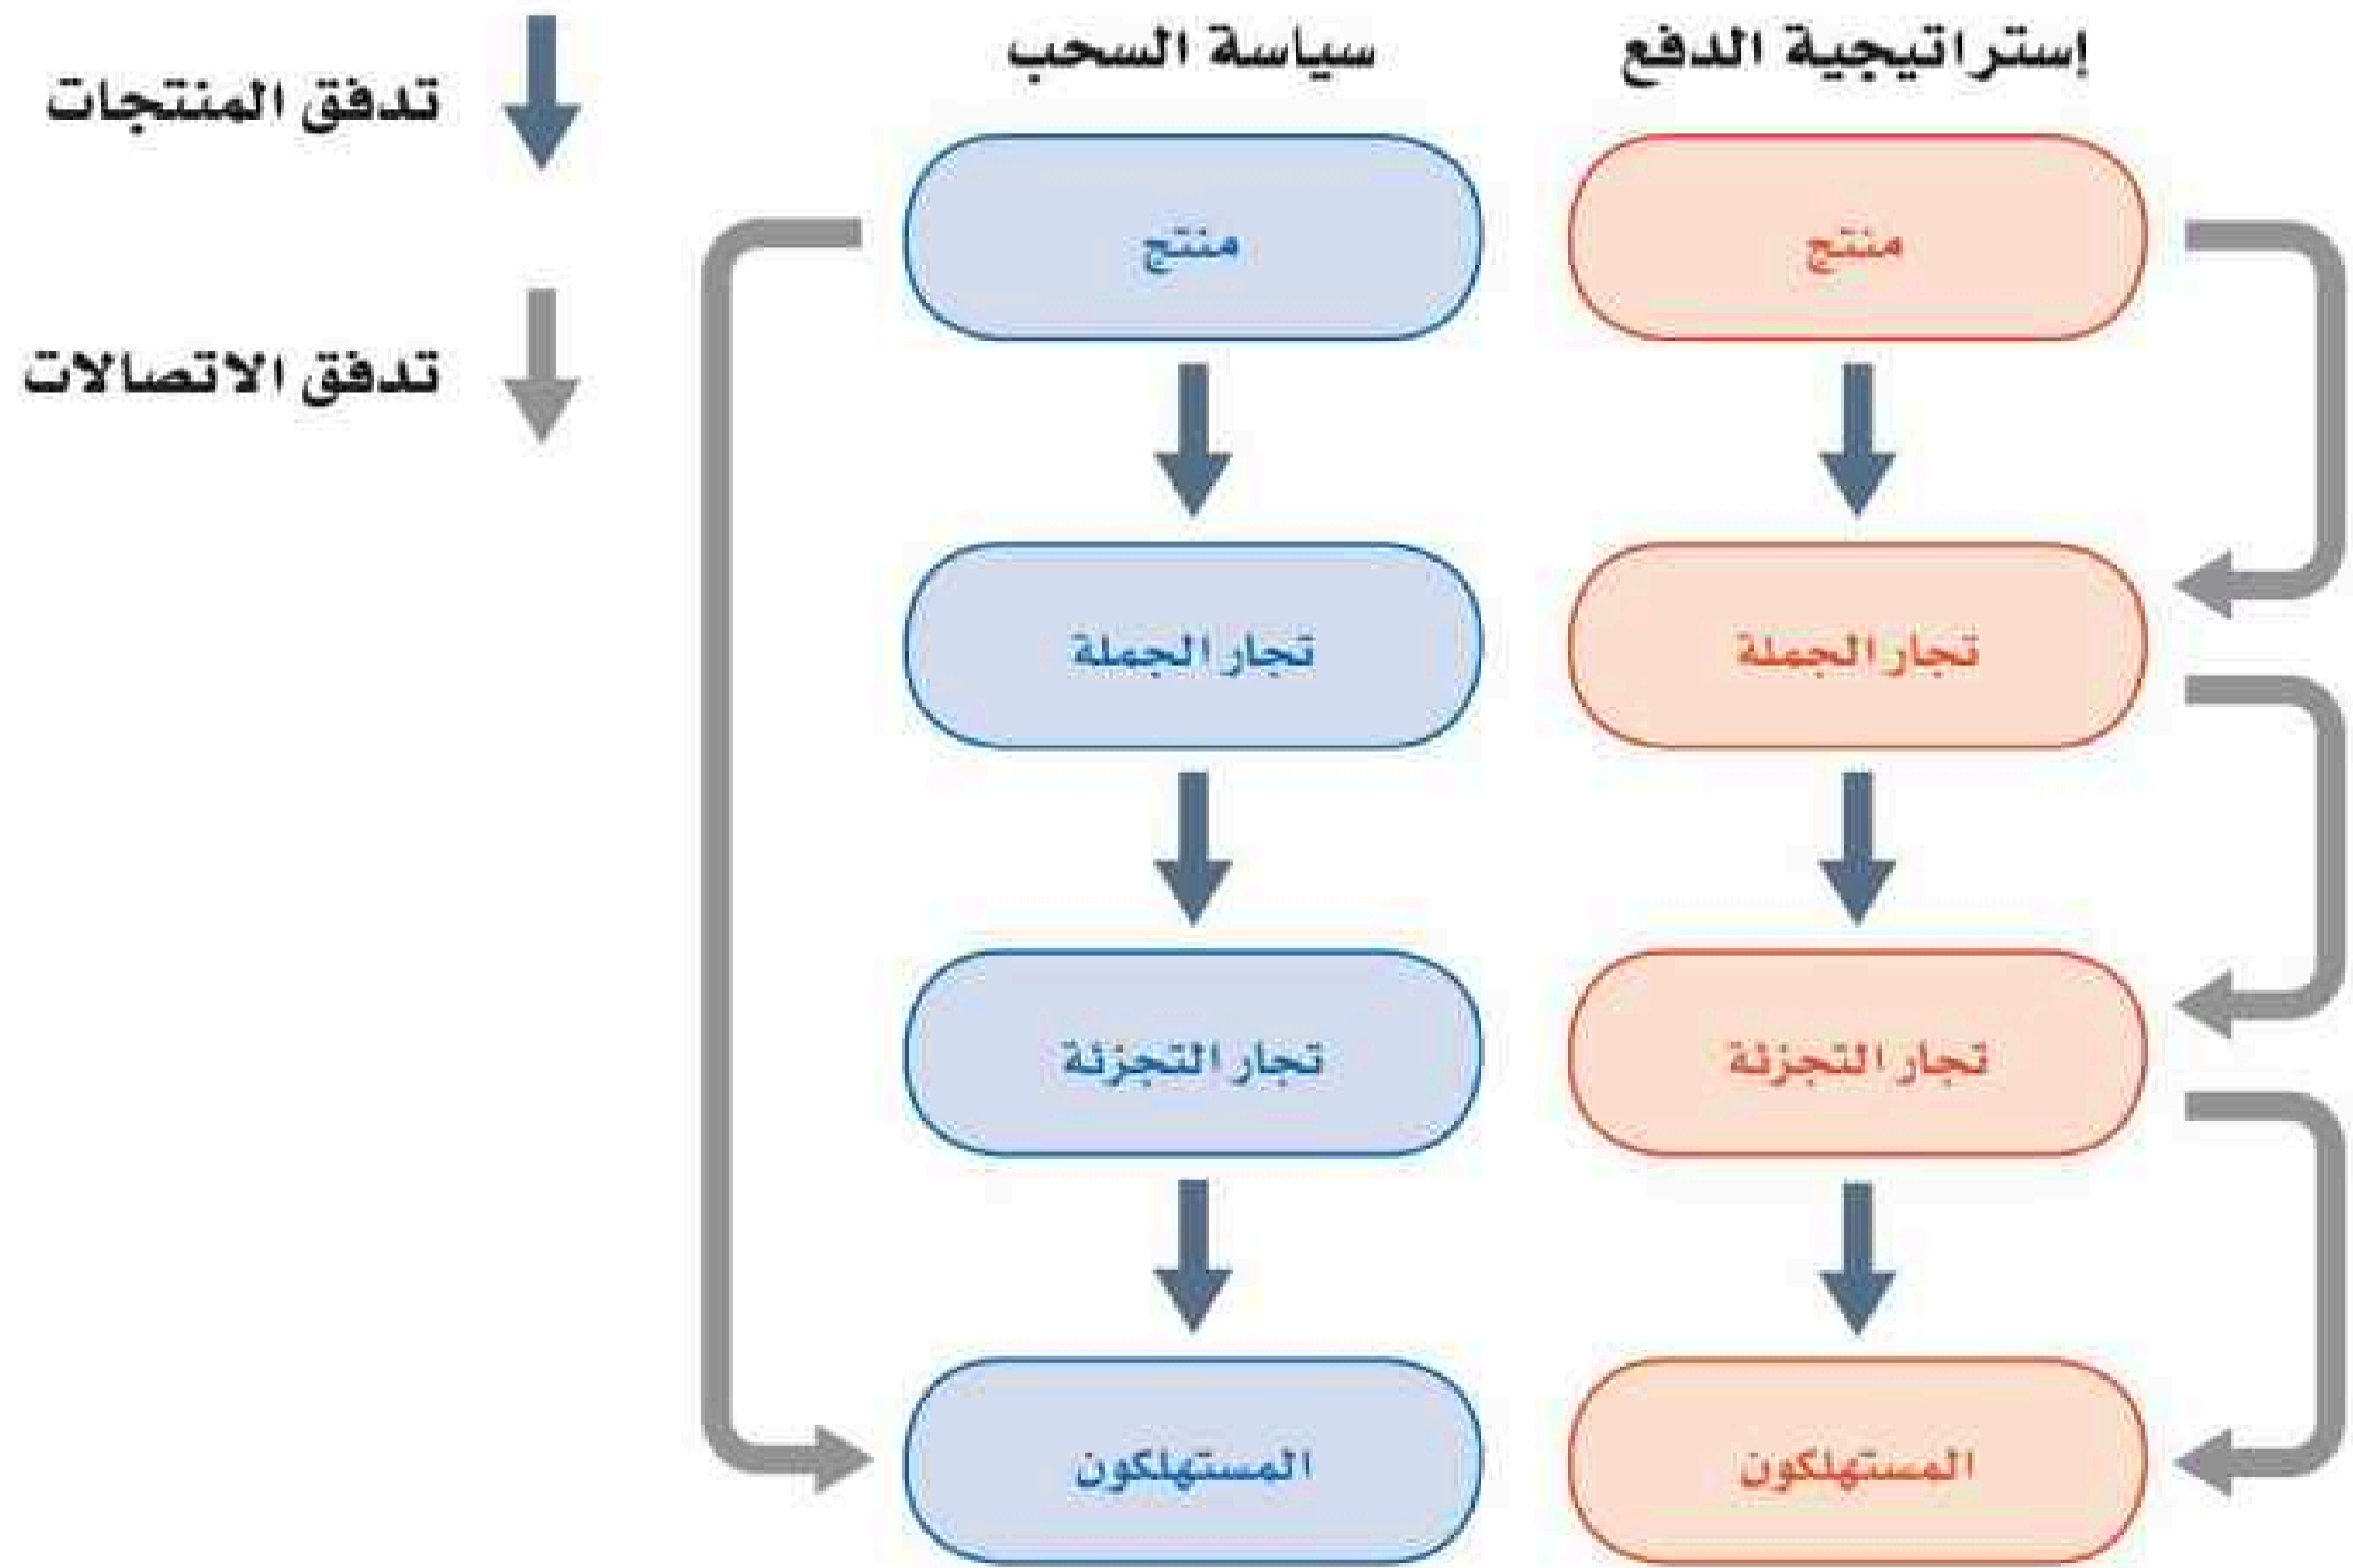 إستراتيجية الدفع
منتج
تجار الجملة
تجار التجزئة
المستهلكون
سياسة السحب
منتج
تجار الجملة
تجار التجزئة
المستهلكون
تدفق المنتجات
تدفق الاتصالات